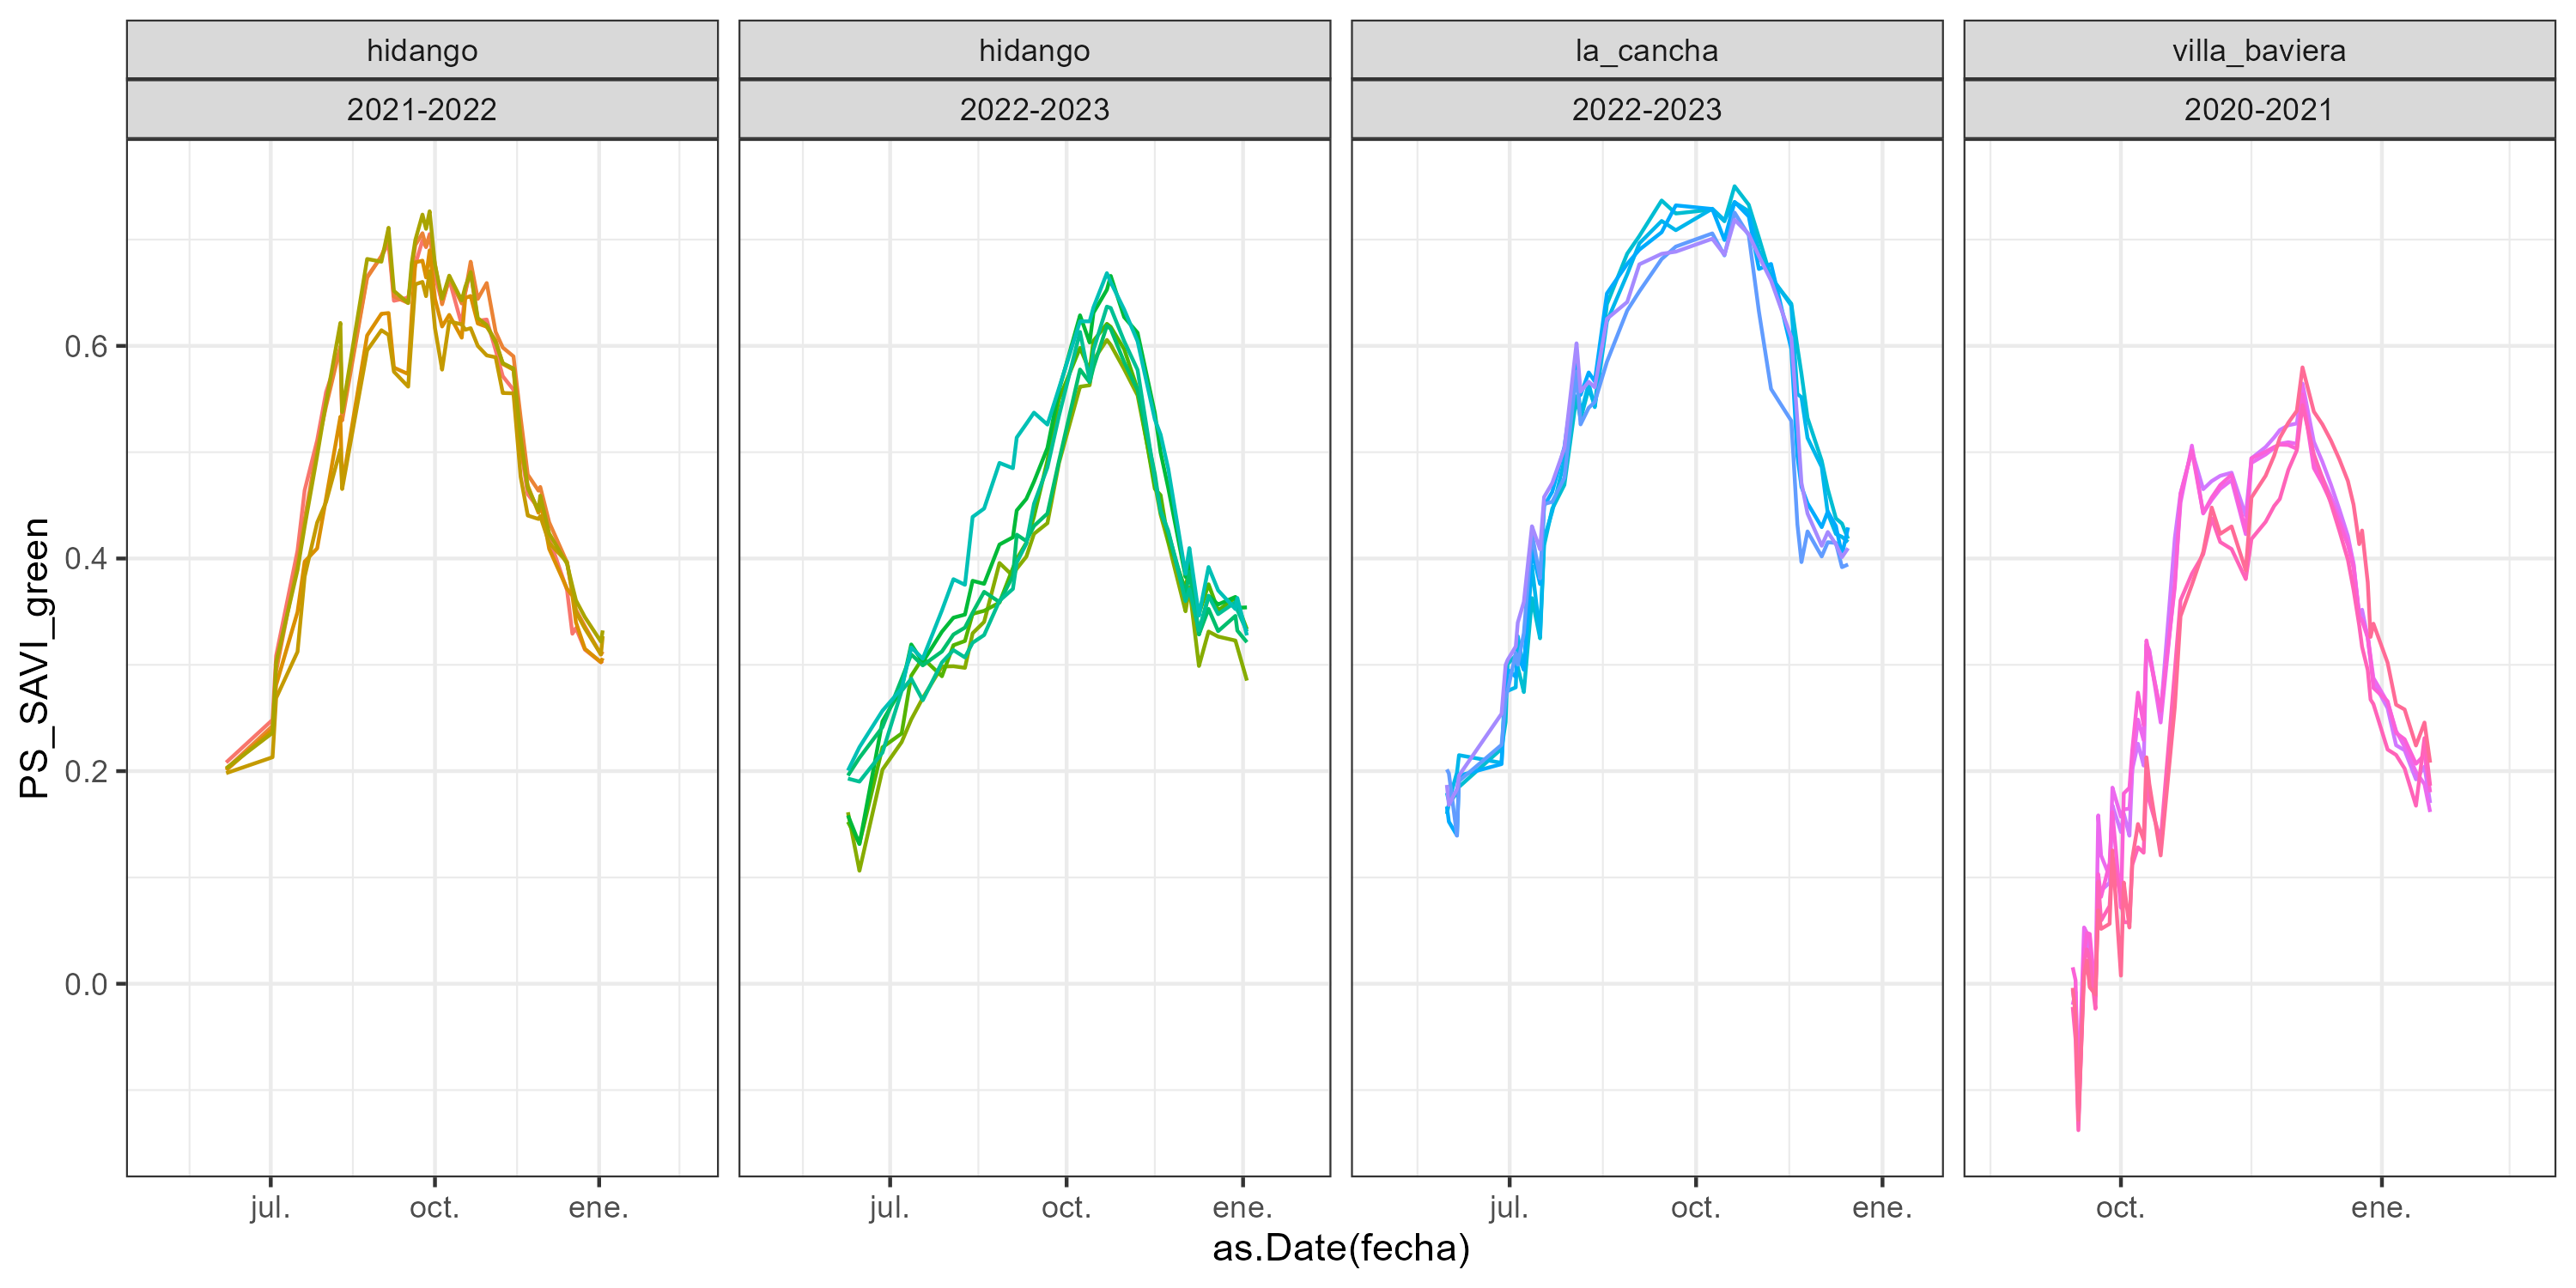 hidango
hidango
la_cancha
villa_baviera
2021-2022
2022-2023
2022-2023
2020-2021
PS_SAVI_green
0.6
0.4
0.2
0.0
jul.
oct.
ene.
jul.
oct.
ene.
jul.
oct.
ene.
oct.
ene.
as.Date(fecha)